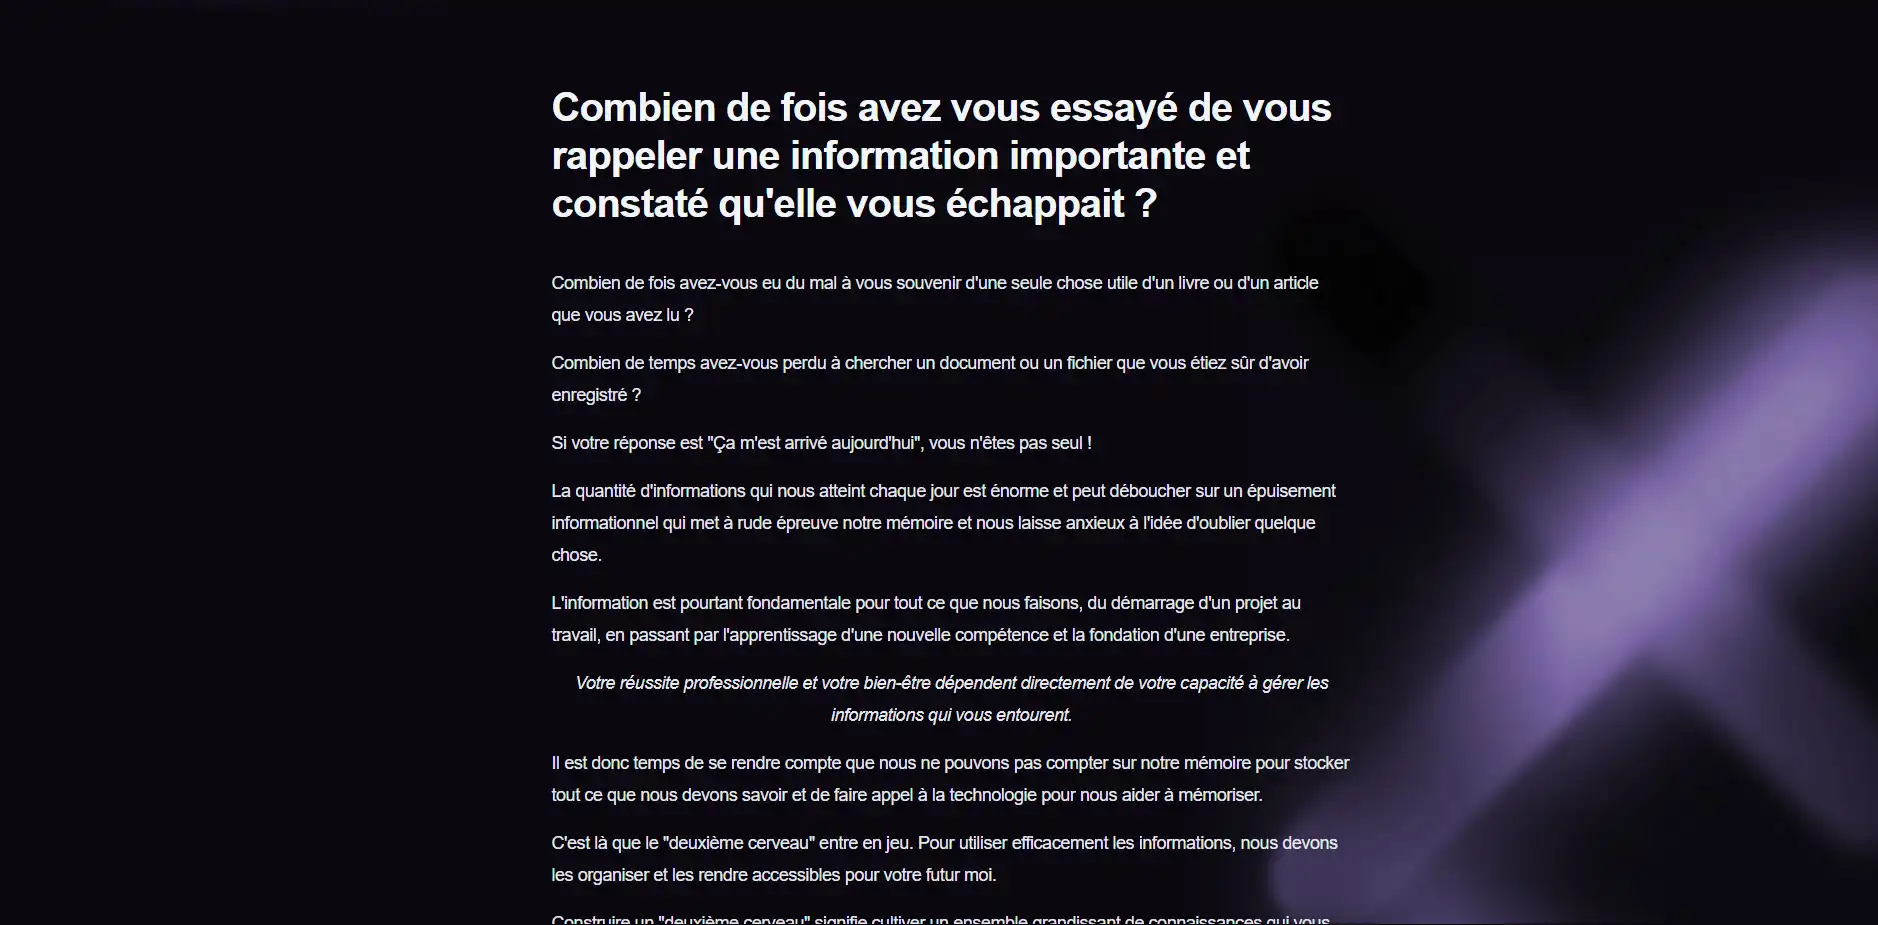 Combien de fois avez vous essayé de vous
rappeler une information importante et
constaté qu'elle vous échappait ?
Combien de fois avez-vous eu du mal à vous souvenir d'une seule chose utile d'un livre ou d'un article
que vous avez lu ?
Combien de temps avez-vous perdu à chercher un document ou un fichier que vous étiez sûr d'avoir
enregistré ?
Si votre réponse est "Ça m'est arrivé aujourd'hui", vous n'êtes pas seul !
La quantité d'informations qui nous atteint chaque jour est énorme et peut déboucher sur un épuisement
informationnel qui met à rude épreuve notre mémoire et nous laisse anxieux à l'idée d'oublier quelque
chose.
L'information est pourtant fondamentale pour tout ce que nous faisons, du démarrage d'un projet au
travail, en passant par l'apprentissage d'une nouvelle compétence et la fondation d'une entreprise.
Votre réussite professionnelle et votre bien-être dépendent directement de votre capacité à gérer les
informations qui vous entourent.
Il est donc temps de se rendre compte que nous ne pouvons pas compter sur notre mémoire pour stocker
tout ce que nous devons savoir et de faire appel à la technologie pour nous aider à mémoriser.
C'est là que le "deuxième cerveau" entre en jeu. Pour utiliser efficacement les informations, nous devons
les organiser et les rendre accessibles pour votre futur moi.
Construire un "deuxième cerveau" signifie cultiver un ensemble grandissant de connaissances qui vous